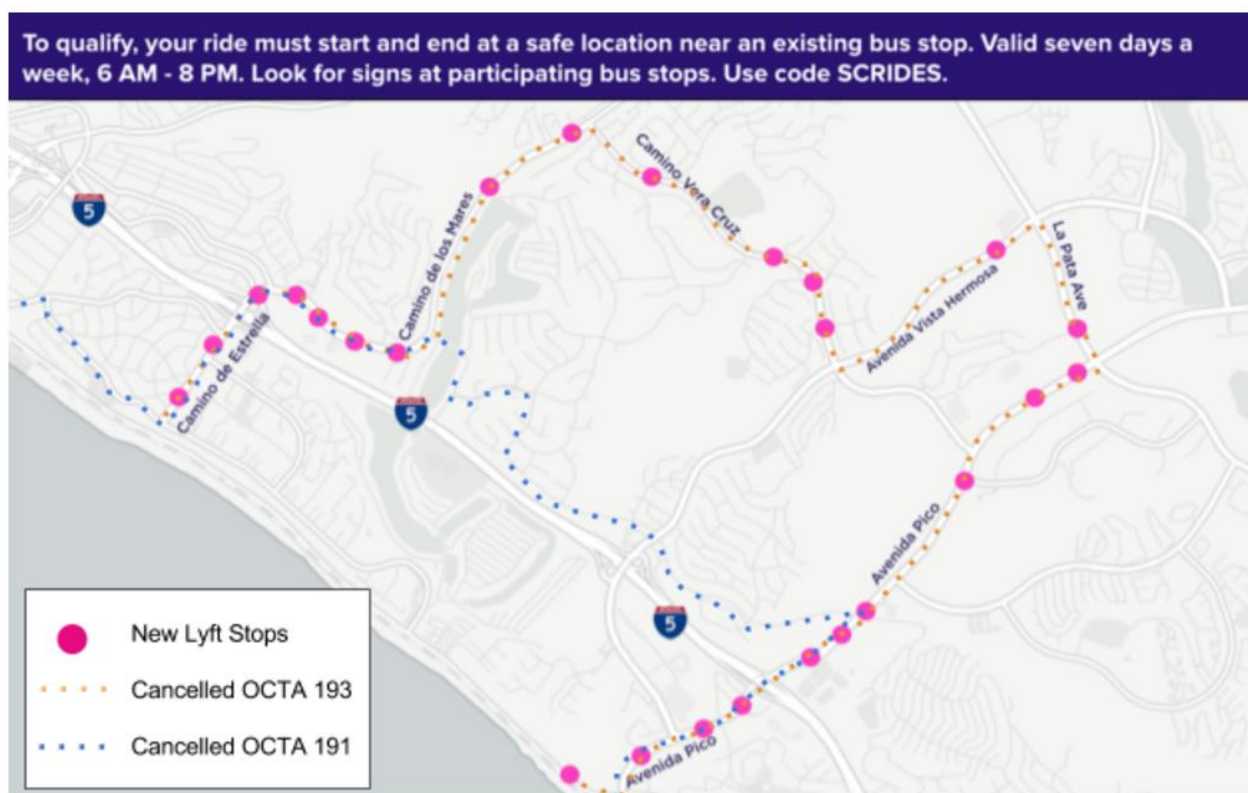 To qualify, your ride must start and end at a safe location near an existing bus stop. Valid seven days a
week, 6 AM - 8 PM. Look for signs at participating bus stops. Use code SCRIDES.
Camino Vera Cruz
5
Camino de los Mares
La Pata Ave
Avenida Vista Hermosa
Camino de Estrella
5
Avenida Pico
5
Avenida Pico
New Lyft Stops
Cancelled OCTA 193
Cancelled OCTA 191